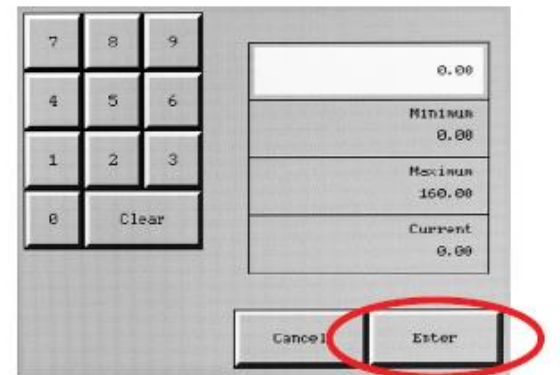 7 8 9
4 5 6
1 2 3
0 Clear
0.00
Minimum
0.00
Maximum
160.00
Current
0.00
Cancel Enter